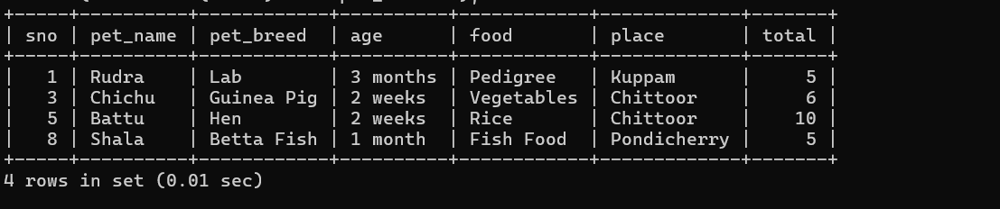 +-----+----------+------------+----------+------------+-------------+-------+
| sno | pet_name | pet_breed  | age      | food       | place       | total |
+-----+----------+------------+----------+------------+-------------+-------+
|   1 | Rudra    | Lab        | 3 months | Pedigree   | Kuppam      |     5 |
|   3 | Chichu   | Guinea Pig | 2 weeks  | Vegetables | Chittoor    |     6 |
|   5 | Battu    | Hen        | 2 weeks  | Rice       | Chittoor    |    10 |
|   8 | Shala    | Betta Fish | 1 month  | Fish Food  | Pondicherry |     5 |
+-----+----------+------------+----------+------------+-------------+-------+
4 rows in set (0.01 sec)